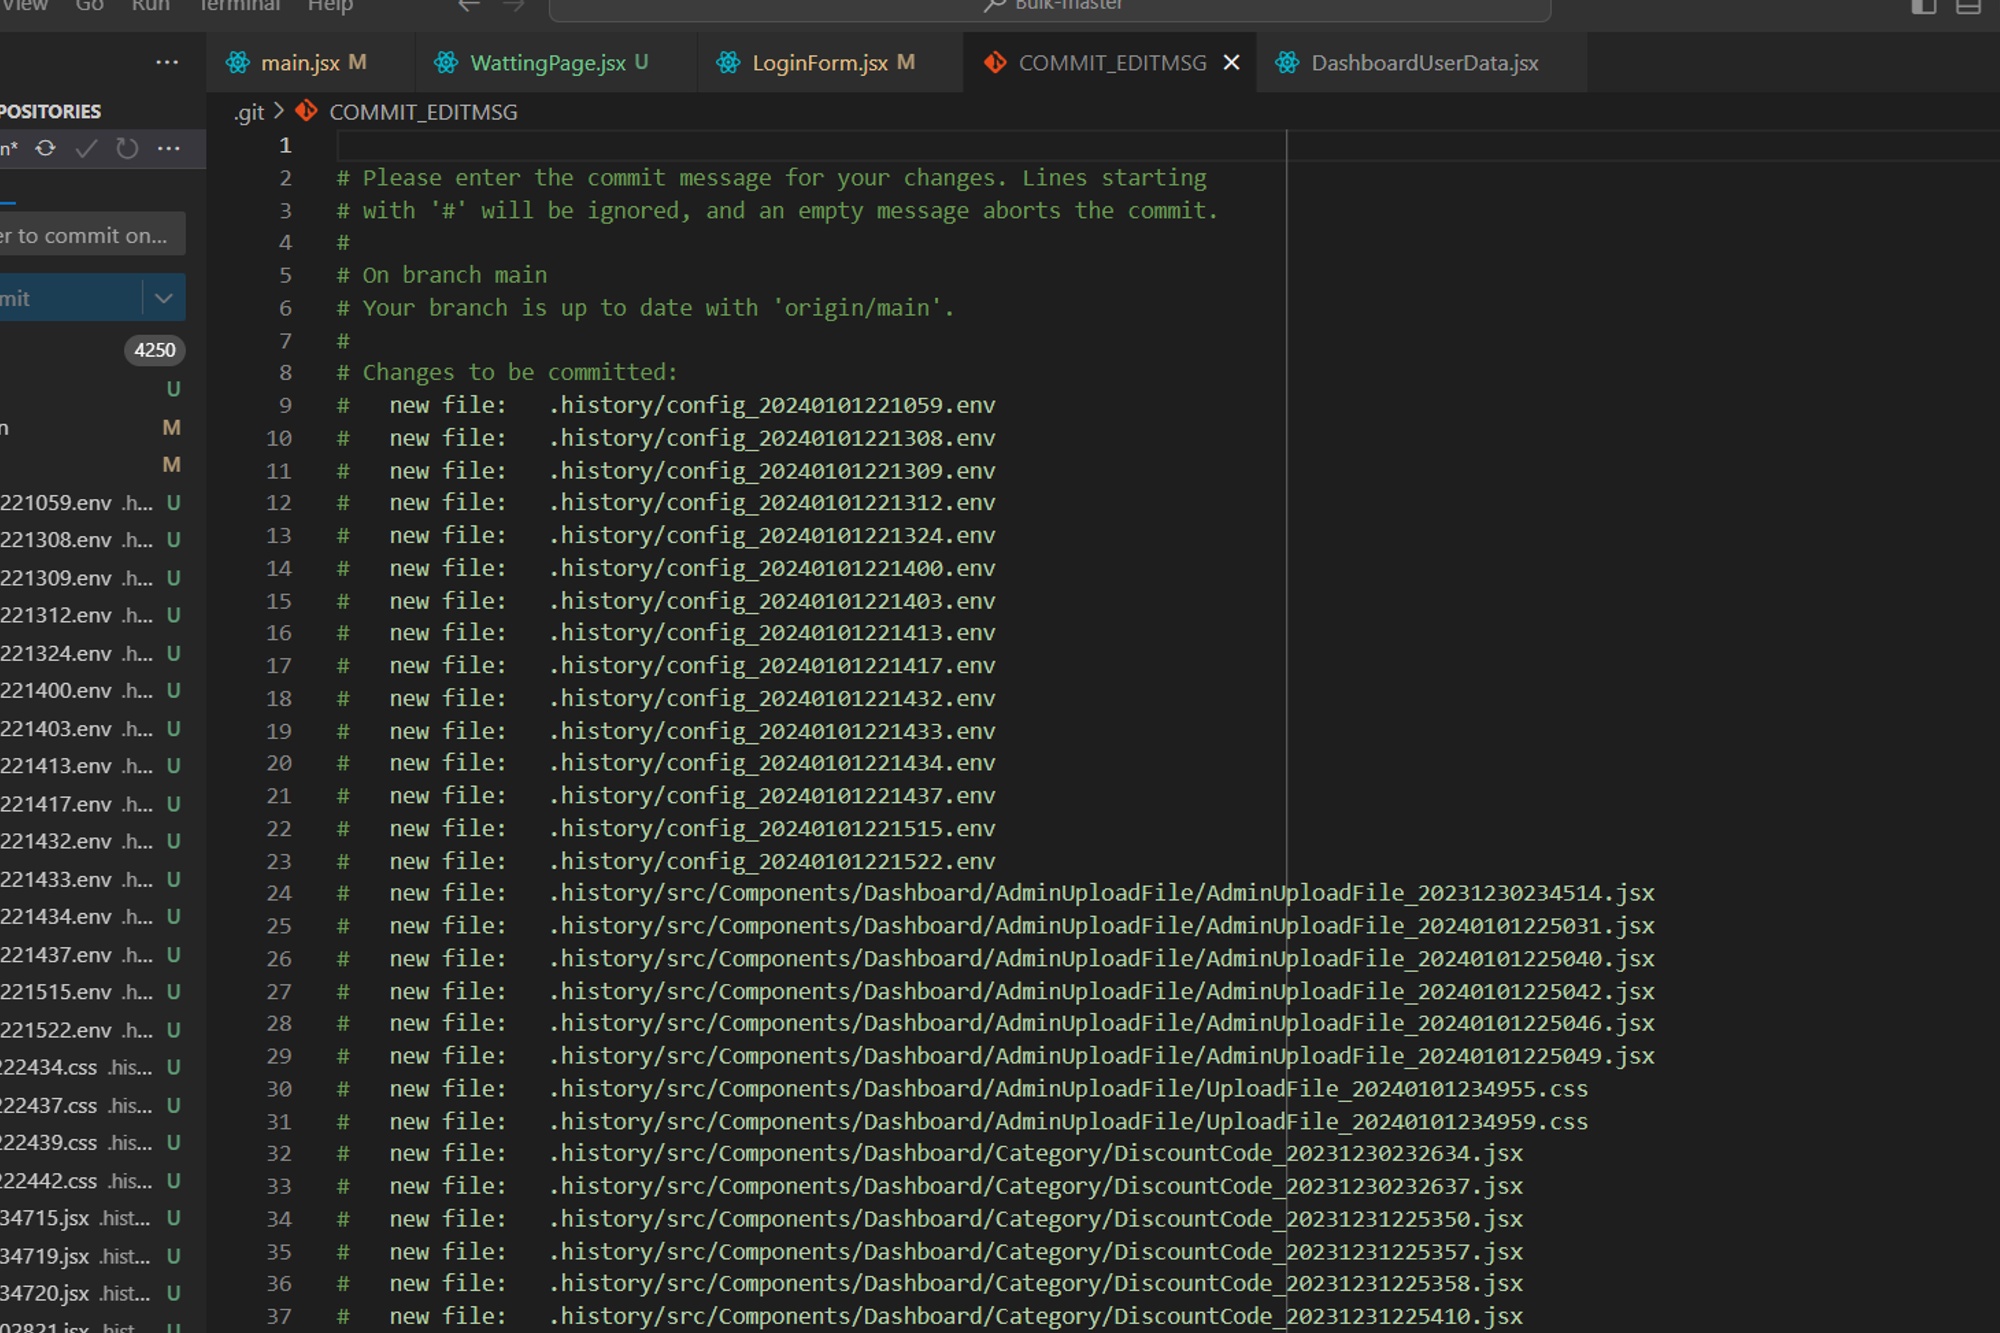 View Go Run Terminal Help
Bulk-master
main.jsx M
WattingPage.jsx U
LoginForm.jsx M
COMMIT_EDITMSG
DashboardUserData.jsx
POSITORIES
n*
er to commit on...
mit
4250
U
n M
M
221059.env .h... U
221308.env .h... U
221309.env .h... U
221312.env .h... U
221324.env .h... U
221400.env .h... U
221403.env .h... U
221413.env .h... U
221417.env .h... U
221432.env .h... U
221433.env .h... U
221434.env .h... U
221437.env .h... U
221515.env .h... U
221522.env .h... U
222434.css .his... U
222437.css .his... U
222439.css .his... U
222442.css .his... U
34715.jsx .hist... U
34719.jsx .hist... U
34720.jsx .hist... U
02821.jsx .hist... U
.git > COMMIT_EDITMSG
1
2 # Please enter the commit message for your changes. Lines starting
3 # with '#' will be ignored, and an empty message aborts the commit.
4 #
5 # On branch main
6 # Your branch is up to date with 'origin/main'.
7 #
8 # Changes to be committed:
9 # new file: .history/config_20240101221059.env
10 # new file: .history/config_20240101221308.env
11 # new file: .history/config_20240101221309.env
12 # new file: .history/config_20240101221312.env
13 # new file: .history/config_20240101221324.env
14 # new file: .history/config_20240101221400.env
15 # new file: .history/config_20240101221403.env
16 # new file: .history/config_20240101221413.env
17 # new file: .history/config_20240101221417.env
18 # new file: .history/config_20240101221432.env
19 # new file: .history/config_20240101221433.env
20 # new file: .history/config_20240101221434.env
21 # new file: .history/config_20240101221437.env
22 # new file: .history/config_20240101221515.env
23 # new file: .history/config_20240101221522.env
24 # new file: .history/src/Components/Dashboard/AdminUploadFile/AdminUploadFile_20231230234514.jsx
25 # new file: .history/src/Components/Dashboard/AdminUploadFile/AdminUploadFile_20240101225031.jsx
26 # new file: .history/src/Components/Dashboard/AdminUploadFile/AdminUploadFile_20240101225040.jsx
27 # new file: .history/src/Components/Dashboard/AdminUploadFile/AdminUploadFile_20240101225042.jsx
28 # new file: .history/src/Components/Dashboard/AdminUploadFile/AdminUploadFile_20240101225046.jsx
29 # new file: .history/src/Components/Dashboard/AdminUploadFile/AdminUploadFile_20240101225049.jsx
30 # new file: .history/src/Components/Dashboard/AdminUploadFile/UploadFile_20240101234955.css
31 # new file: .history/src/Components/Dashboard/AdminUploadFile/UploadFile_20240101234959.css
32 # new file: .history/src/Components/Dashboard/Category/DiscountCode_20231230232634.jsx
33 # new file: .history/src/Components/Dashboard/Category/DiscountCode_20231230232637.jsx
34 # new file: .history/src/Components/Dashboard/Category/DiscountCode_20231231225350.jsx
35 # new file: .history/src/Components/Dashboard/Category/DiscountCode_20231231225357.jsx
36 # new file: .history/src/Components/Dashboard/Category/DiscountCode_20231231225358.jsx
37 # new file: .history/src/Components/Dashboard/Category/DiscountCode_20231231225410.jsx